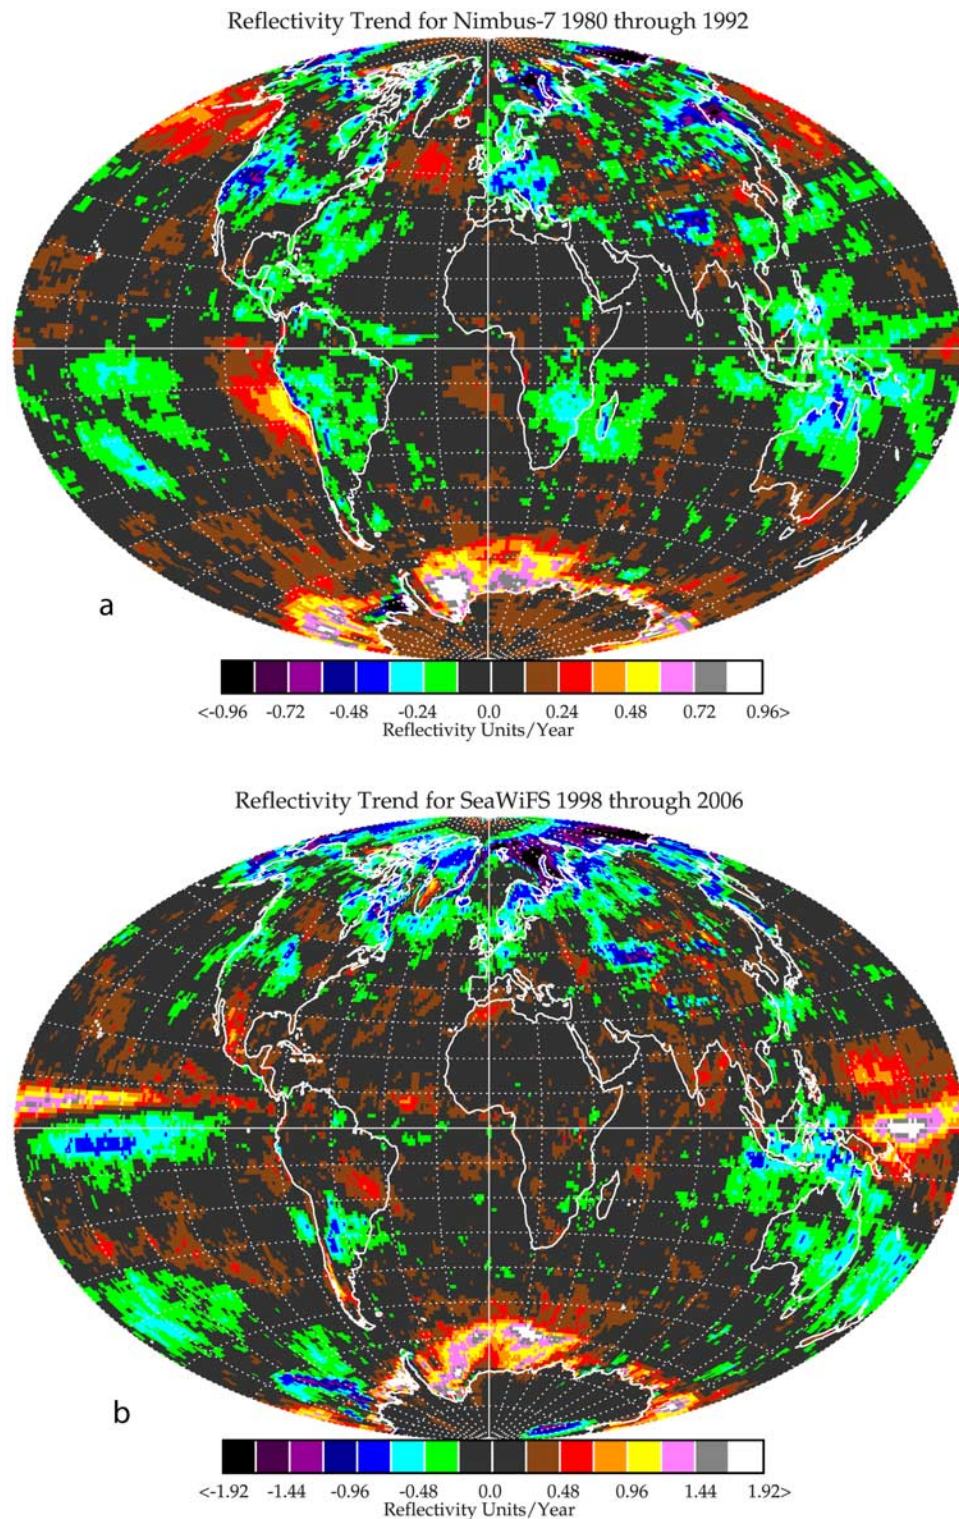 Reflectivity Trend for Nimbus-7 1980 through 1992
a
<-0.96 -0.72 -0.48 -0.24 0.0 0.24 0.48 0.72 0.96>
Reflectivity Units/Year
Reflectivity Trend for SeaWiFS 1998 through 2006
b
<-1.92 -1.44 -0.96 -0.48 0.0 0.48 0.96 1.44 1.92>
Reflectivity Units/Year